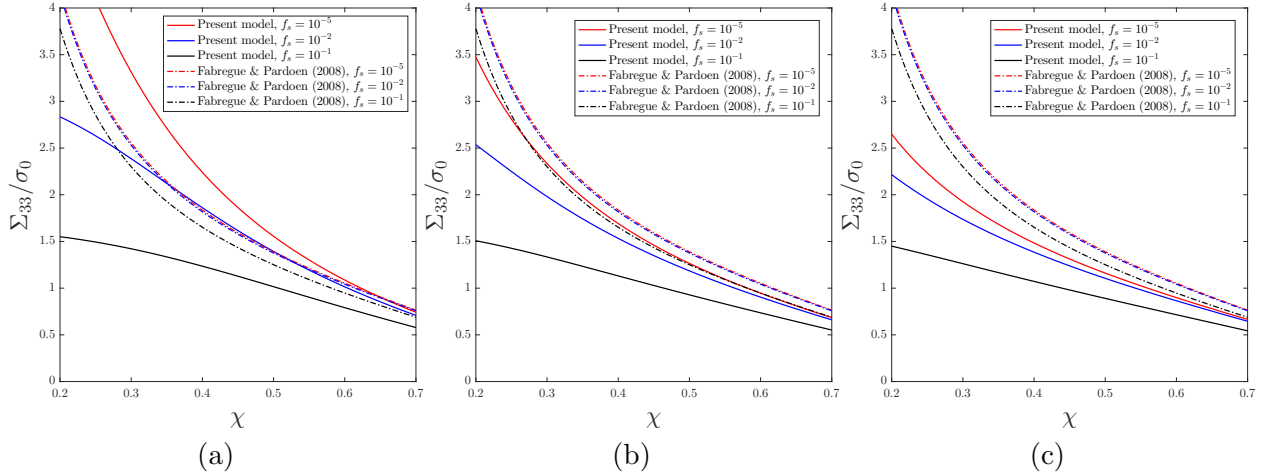 4
3.5
3
2.5
2
1.5
1
0.5
0
Σ₃₃/σ₀
Present model, fₛ = 10⁻⁵
Present model, fₛ = 10⁻²
Present model, fₛ = 10⁻¹
Fabregue & Pardoen (2008), fₛ = 10⁻⁵
Fabregue & Pardoen (2008), fₛ = 10⁻²
Fabregue & Pardoen (2008), fₛ = 10⁻¹
0.2 0.3 0.4 0.5 0.6 0.7
χ
(a)
4
3.5
3
2.5
2
1.5
1
0.5
0
Σ₃₃/σ₀
Present model, fₛ = 10⁻⁵
Present model, fₛ = 10⁻²
Present model, fₛ = 10⁻¹
Fabregue & Pardoen (2008), fₛ = 10⁻⁵
Fabregue & Pardoen (2008), fₛ = 10⁻²
Fabregue & Pardoen (2008), fₛ = 10⁻¹
0.2 0.3 0.4 0.5 0.6 0.7
χ
(b)
4
3.5
3
2.5
2
1.5
1
0.5
0
Σ₃₃/σ₀
Present model, fₛ = 10⁻⁵
Present model, fₛ = 10⁻²
Present model, fₛ = 10⁻¹
Fabregue & Pardoen (2008), fₛ = 10⁻⁵
Fabregue & Pardoen (2008), fₛ = 10⁻²
Fabregue & Pardoen (2008), fₛ = 10⁻¹
0.2 0.3 0.4 0.5 0.6 0.7
χ
(c)